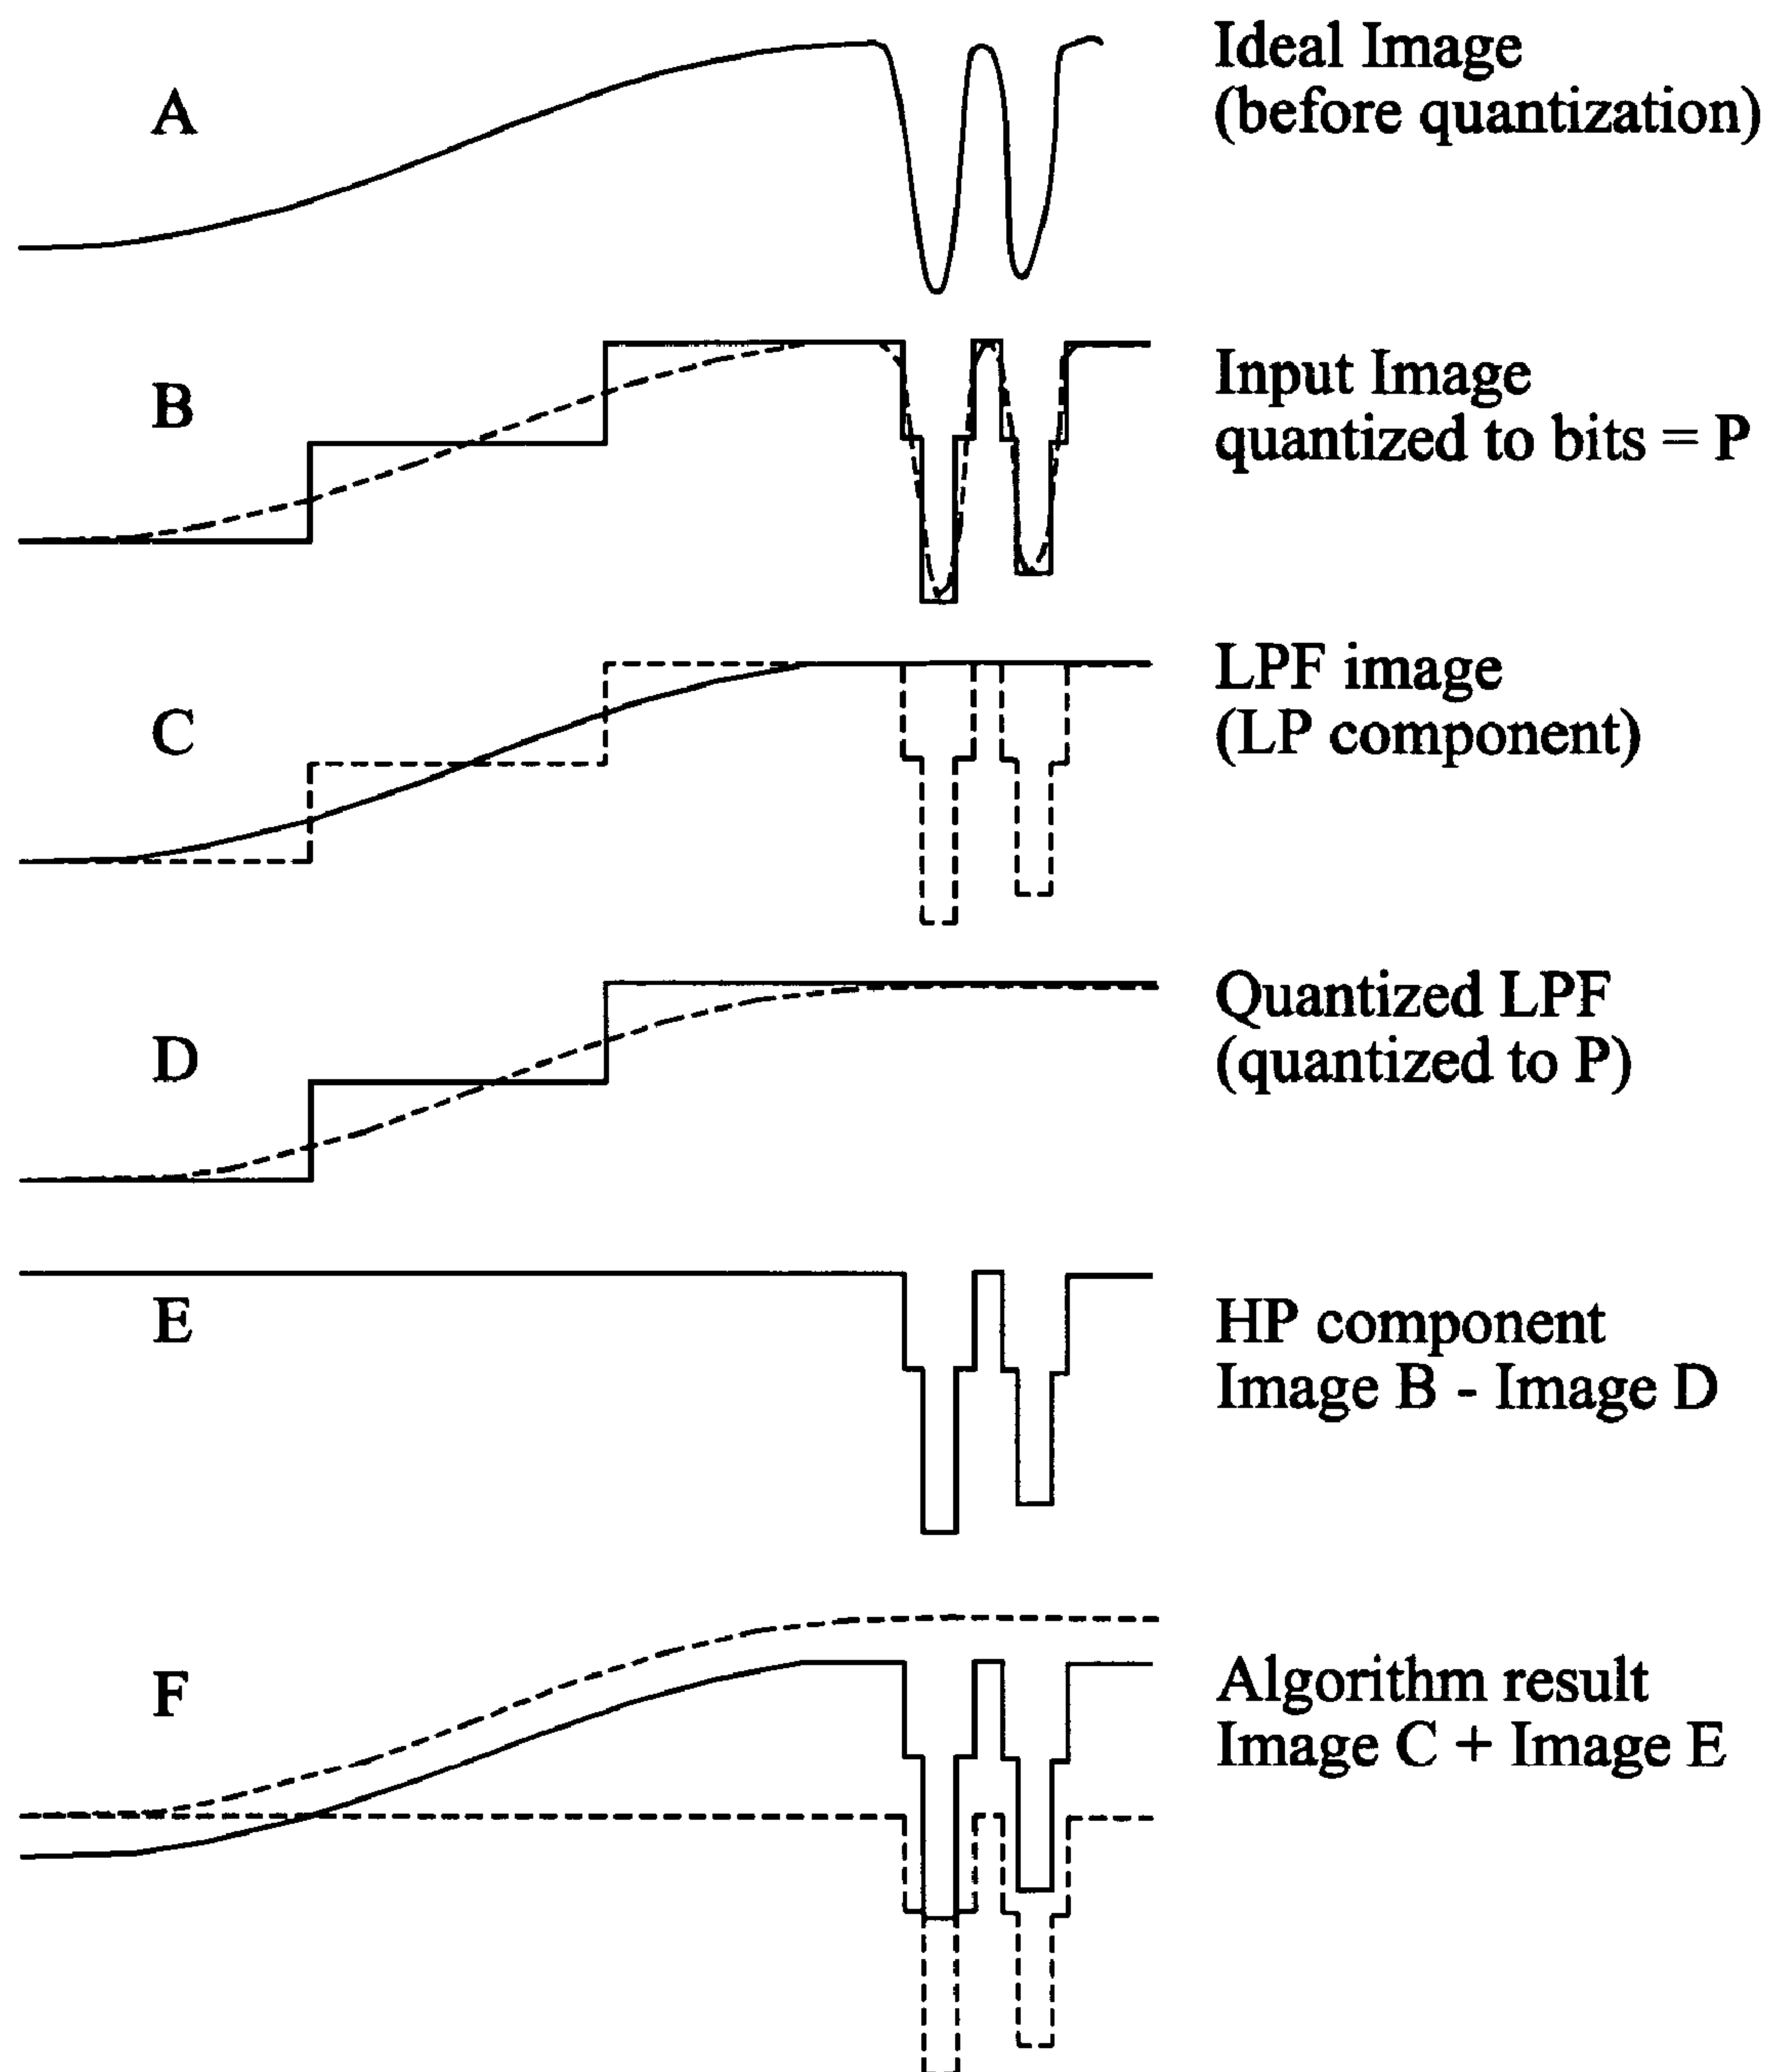 A
Ideal Image
(before quantization)
B
Input Image
quantized to bits = P
C
LPF image
(LP component)
D
Quantized LPF
(quantized to P)
E
HP component
Image B - Image D
F
Algorithm result
Image C + Image E